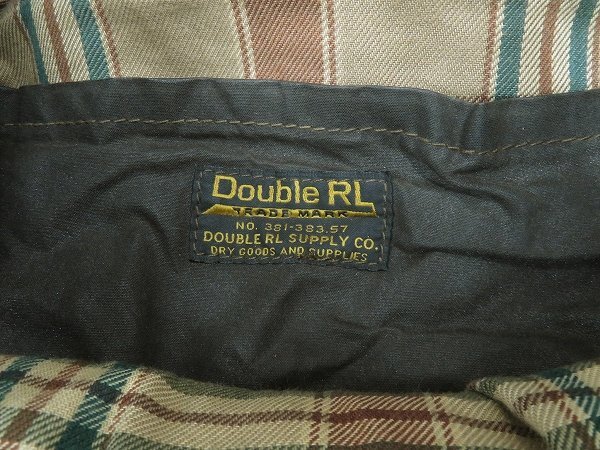 Double RL
TRADE MARK
NO. 381-383.57
DOUBLE RL SUPPLY CO.
DRY GOODS AND SUPPLIES